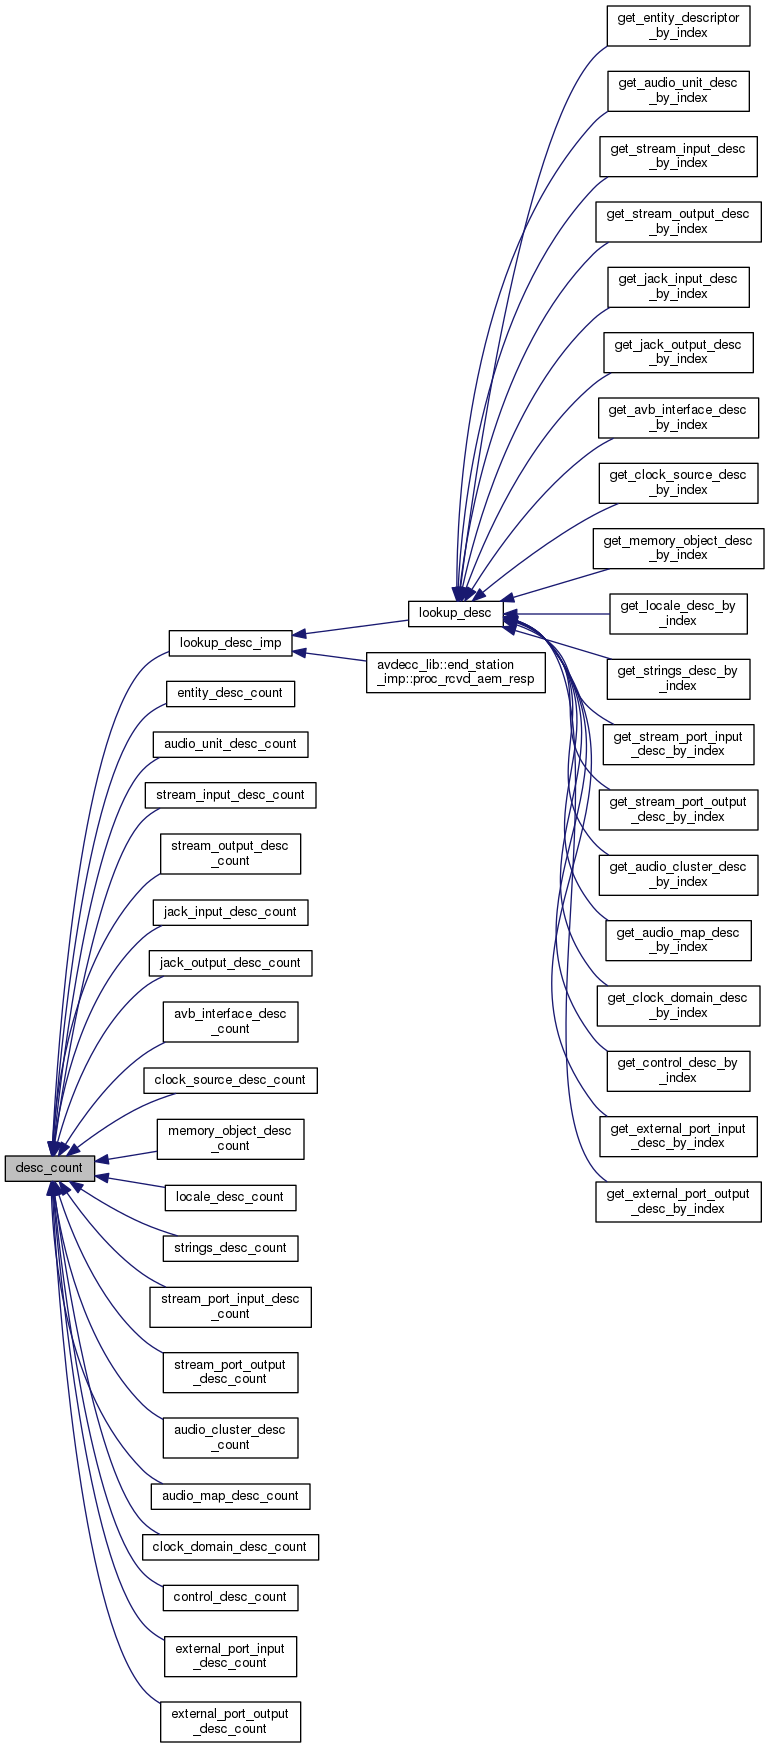 get_entity_descriptor
_by_index
get_audio_unit_desc
_by_index
get_stream_input_desc
_by_index
get_stream_output_desc
_by_index
get_jack_input_desc
_by_index
get_jack_output_desc
_by_index
get_avb_interface_desc
_by_index
get_clock_source_desc
_by_index
get_memory_object_desc
_by_index
get_locale_desc_by
_index
get_strings_desc_by
_index
get_stream_port_input
_desc_by_index
get_stream_port_output
_desc_by_index
get_audio_cluster_desc
_by_index
get_audio_map_desc
_by_index
get_clock_domain_desc
_by_index
get_control_desc_by
_index
get_external_port_input
_desc_by_index
get_external_port_output
_desc_by_index
lookup_desc
avdecc_lib::end_station
_imp::proc_rcvd_aem_resp
lookup_desc_imp
entity_desc_count
audio_unit_desc_count
stream_input_desc_count
stream_output_desc
_count
jack_input_desc_count
jack_output_desc_count
avb_interface_desc
_count
clock_source_desc_count
memory_object_desc
_count
locale_desc_count
strings_desc_count
stream_port_input_desc
_count
stream_port_output
_desc_count
audio_cluster_desc
_count
audio_map_desc_count
clock_domain_desc_count
control_desc_count
external_port_input
_desc_count
external_port_output
_desc_count
desc_count